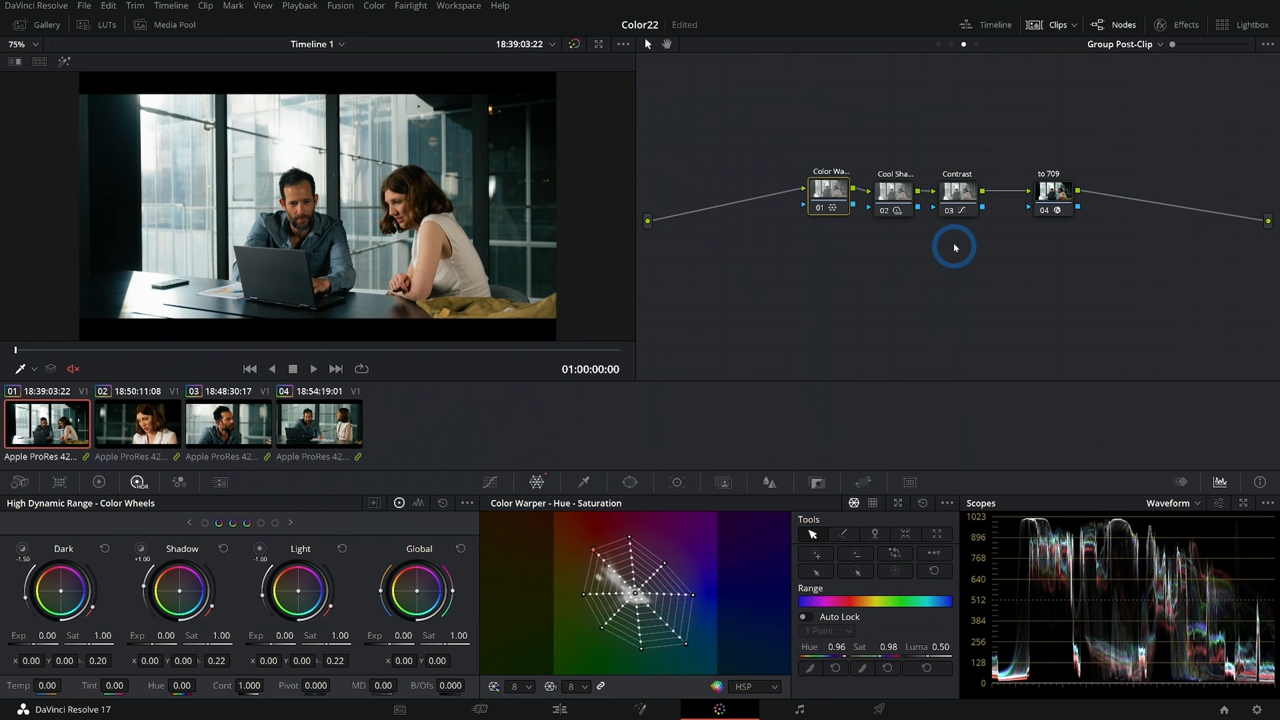 DaVinci Resolve File Edit Trim Timeline Clip Mark View Playback Fusion Color Fairlight Workspace Help
Gallery LUTs Media Pool Color22 Edited Timeline Clips Nodes Effects Lightbox
75% Timeline 1 18:39:03:22 Group Post-Clip
Color Wa... Cool Sha... Contrast to 709
01 02 03 04
01:00:00:00
01 18:39:03:22 V1 02 18:50:11:08 V1 03 18:48:30:17 V1 04 18:54:19:01 V1
Apple ProRes 42... Apple ProRes 42... Apple ProRes 42... Apple ProRes 42...
High Dynamic Range - Color Wheels Color Warper - Hue - Saturation Scopes Waveform
Tools
Dark Shadow Light Global
-1.50 +1.00 -1.00
Exp 0.00 Sat 1.00 Exp 0.00 Sat 1.00 Exp 0.00 Sat 1.00 Exp 0.00 Sat 1.00
X 0.00 Y 0.00 0.20 X 0.00 Y 0.00 0.22 X 0.00 Y 0.00 0.22 X 0.00 Y 0.00
Temp 0.00 Tint 0.00 Hue 0.00 Cont 1.000 Pivot 0.000 MD 0.00 B/Ofs 0.000
8 8 HSP
Range
Auto Lock
1 Point
Hue 0.96 Sat 0.98 Luma 0.50
1023
896
768
640
512
384
256
128
0
DaVinci Resolve 17